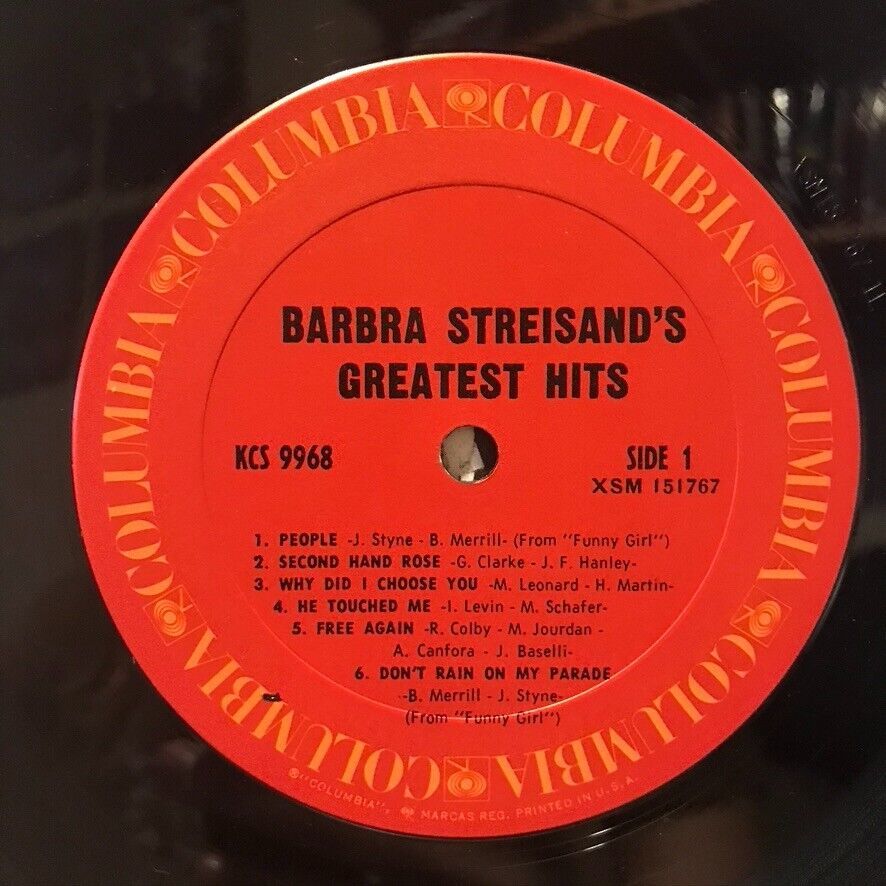 COLUMBIA COLUMBIA COLUMBIA COLUMBIA COLUMBIA COLUMBIA
BARBRA STREISAND'S
GREATEST HITS
KCS 9968
SIDE 1
XSM 151767
1. PEOPLE -J. Styne - B. Merrill- (From "Funny Girl")
2. SECOND HAND ROSE -G. Clarke - J. F. Hanley-
3. WHY DID I CHOOSE YOU -M. Leonard - H. Martin-
4. HE TOUCHED ME -I. Levin - M. Schafer-
5. FREE AGAIN -R. Colby - M. Jourdan -
A. Canfora - J. Baselli-
6. DON'T RAIN ON MY PARADE
-B. Merrill - J. Styne-
(From "Funny Girl")
®"COLUMBIA", MARCAS REG. PRINTED IN U.S.A.